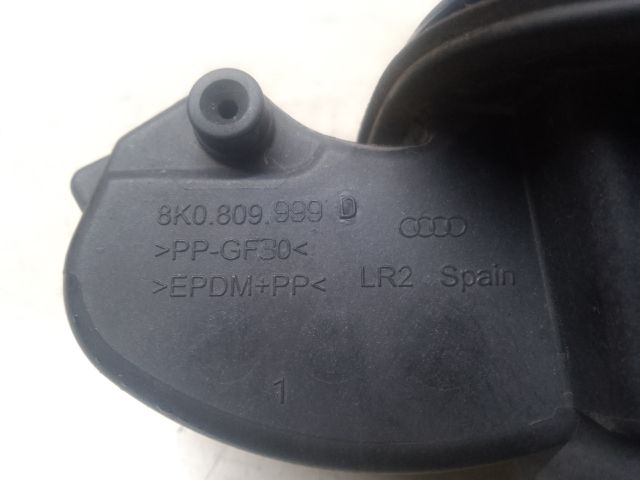 8K0.809.999 D
>PP-GF30<
>EPDM+PP< LR2 Spain
1